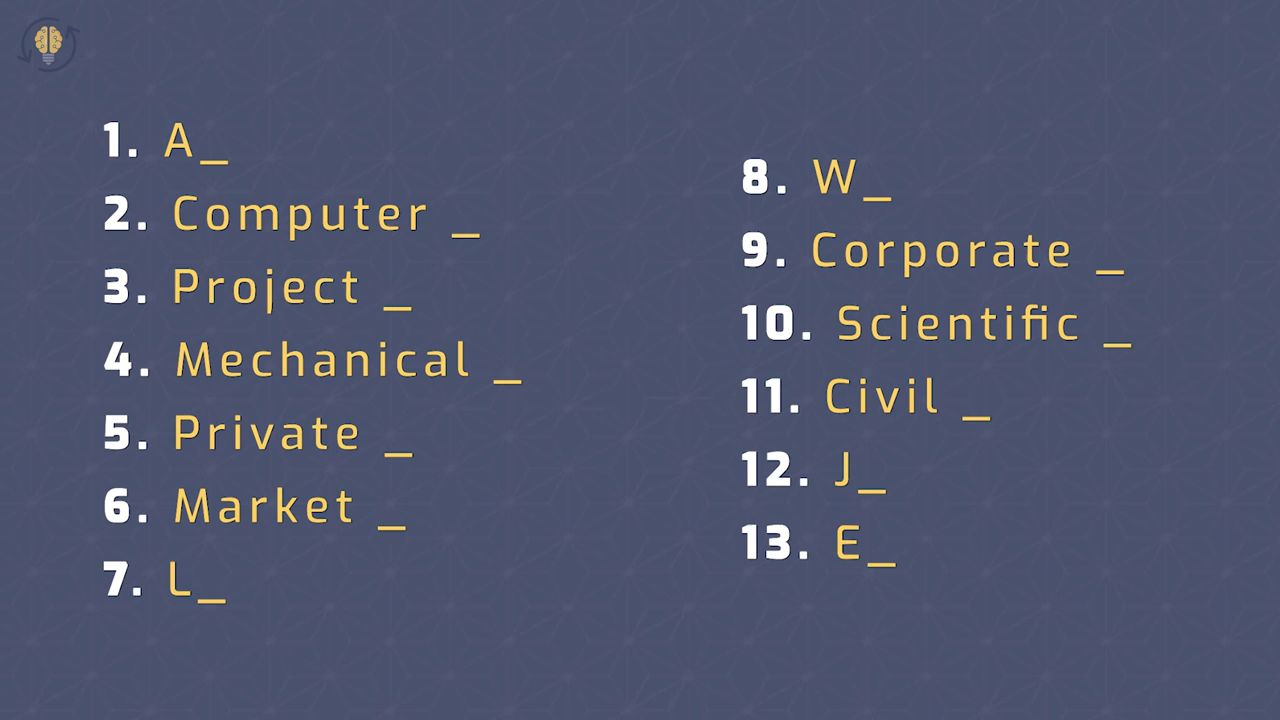 1. A_
2. Computer _
3. Project _
4. Mechanical _
5. Private _
6. Market _
7. L_
8. W_
9. Corporate _
10. Scientific _
11. Civil _
12. J_
13. E_